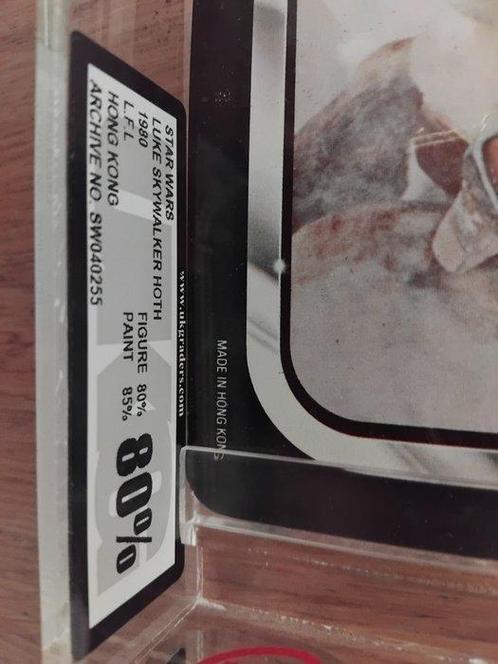 STAR WARS
LUKE SKYWALKER HOTH
1980
L.F.L
HONG KONG
ARCHIVE NO. SW040255
FIGURE 80%
PAINT 85%
80%
www.ukgraders.com
MADE IN HONG KONG